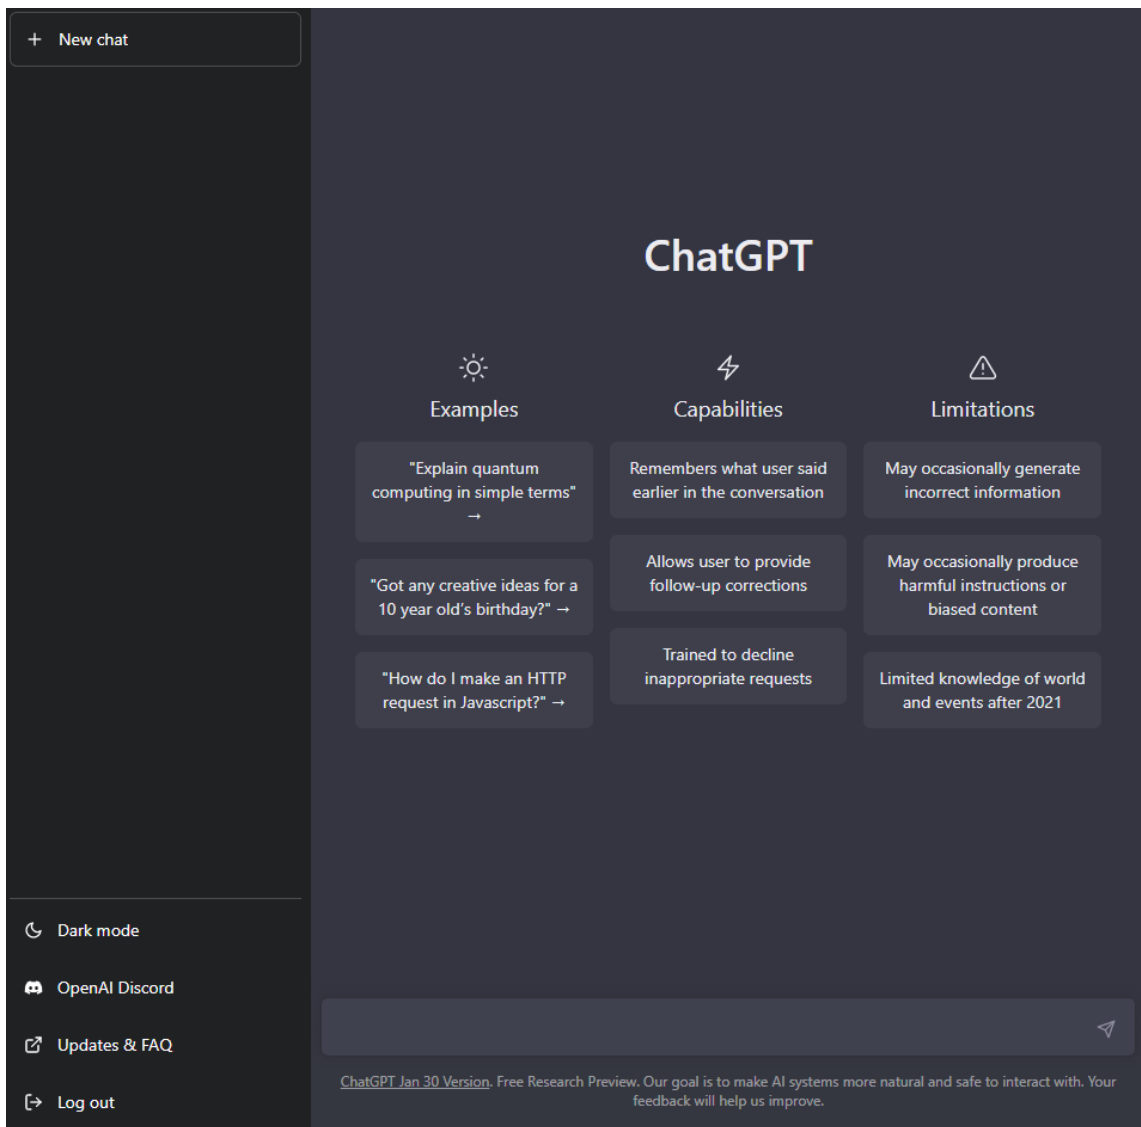 New chat
ChatGPT
Examples
"Explain quantum
computing in simple terms"
→
"Got any creative ideas for a
10 year old's birthday?" →
"How do I make an HTTP
request in Javascript?" →
Capabilities
Remembers what user said
earlier in the conversation
Allows user to provide
follow-up corrections
Trained to decline
inappropriate requests
Limitations
May occasionally generate
incorrect information
May occasionally produce
harmful instructions or
biased content
Limited knowledge of world
and events after 2021
Dark mode
OpenAI Discord
Updates & FAQ
Log out
ChatGPT Jan 30 Version. Free Research Preview. Our goal is to make AI systems more natural and safe to interact with. Your
feedback will help us improve.